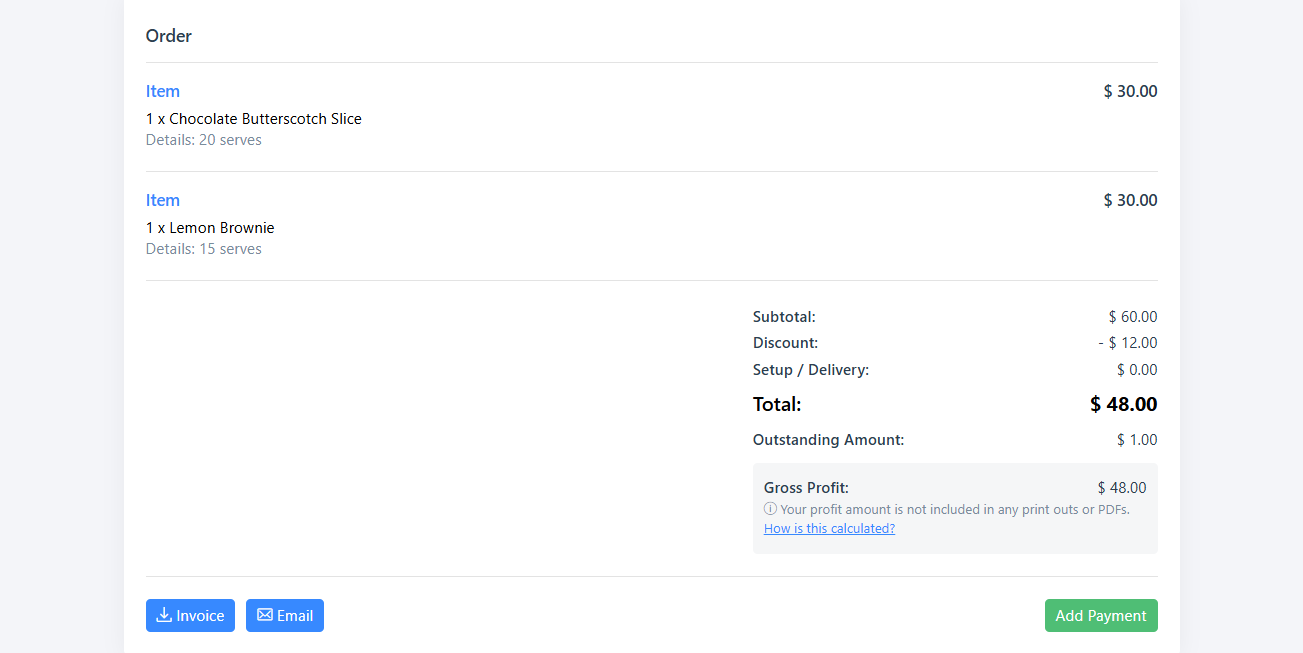 Order
Item $ 30.00
1 x Chocolate Butterscotch Slice
Details: 20 serves
Item $ 30.00
1 x Lemon Brownie
Details: 15 serves
Subtotal: $ 60.00
Discount: - $ 12.00
Setup / Delivery: $ 0.00
Total: $ 48.00
Outstanding Amount: $ 1.00
Gross Profit: $ 48.00
Your profit amount is not included in any print outs or PDFs.
How is this calculated?
Invoice Email Add Payment